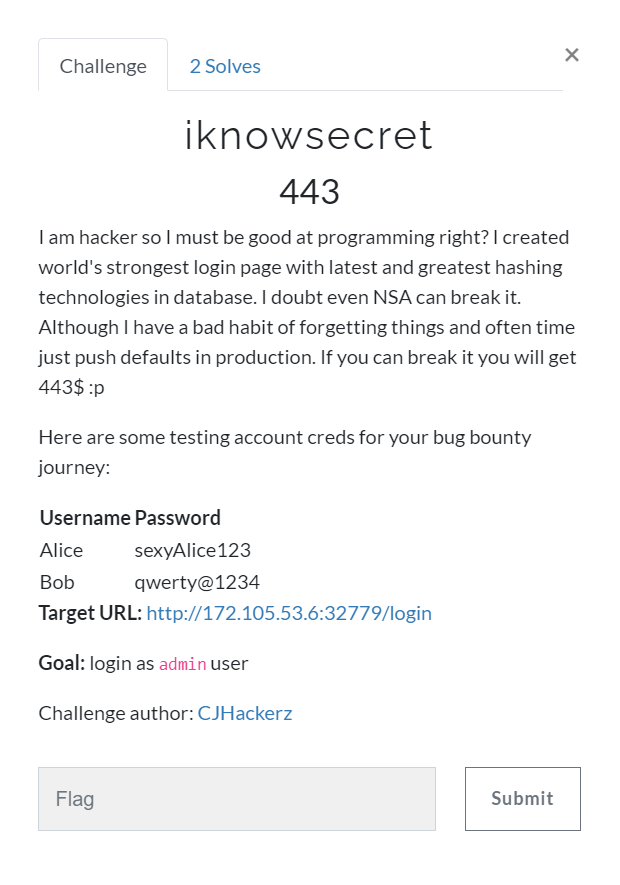 Challenge
2 Solves
×
iknowsecret
443
I am hacker so I must be good at programming right? I created
world's strongest login page with latest and greatest hashing
technologies in database. I doubt even NSA can break it.
Although I have a bad habit of forgetting things and often time
just push defaults in production. If you can break it you will get
443$ :p
Here are some testing account creds for your bug bounty
journey:
Username Password
Alice sexyAlice123
Bob qwerty@1234
Target URL: http://172.105.53.6:32779/login
Goal: login as admin user
Challenge author: CJHackerz
Flag
Submit